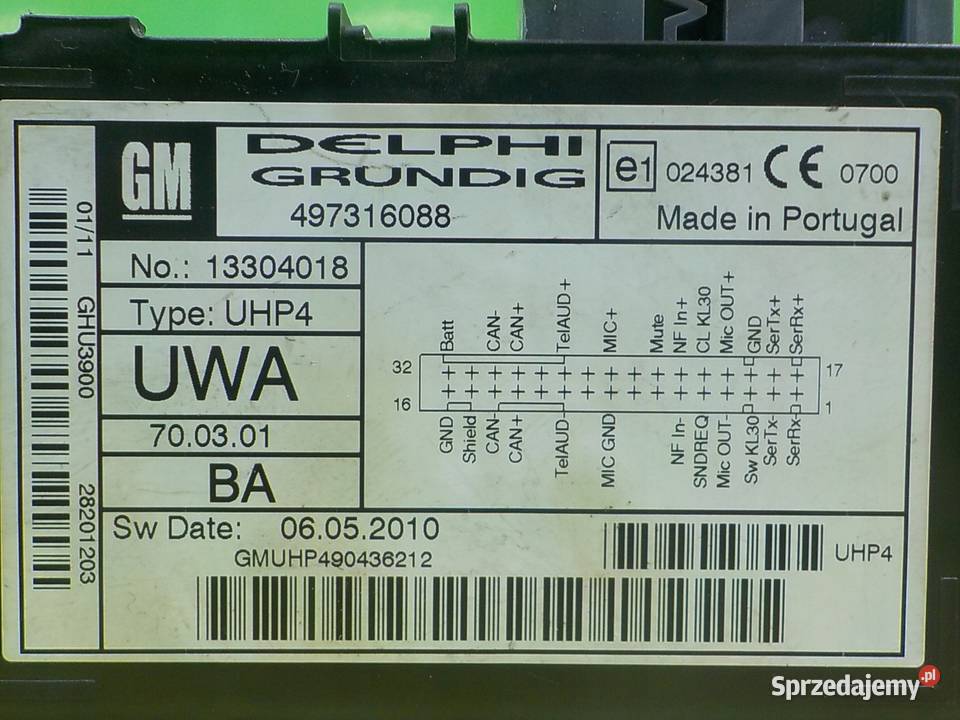 GM
DELPHI
GRUNDIG
497316088
e1 024381 CE 0700
Made in Portugal
01/11 GHU3900 28201203
No.: 13304018
Type: UHP4
UWA
70.03.01
BA
Batt CAN- CAN+ TelAUD+ MIC+ Mute NF In+ CL KL30 Mic OUT+ GND SerTx+ SerRx+
32 17
16 1
GND Shield CAN- CAN+ TelAUD- MIC GND NF In- SNDREQ Mic OUT- Sw KL30 SerTx- SerRx-
Sw Date: 06.05.2010
GMUHP490436212
UHP4
Sprzedajemy.pl